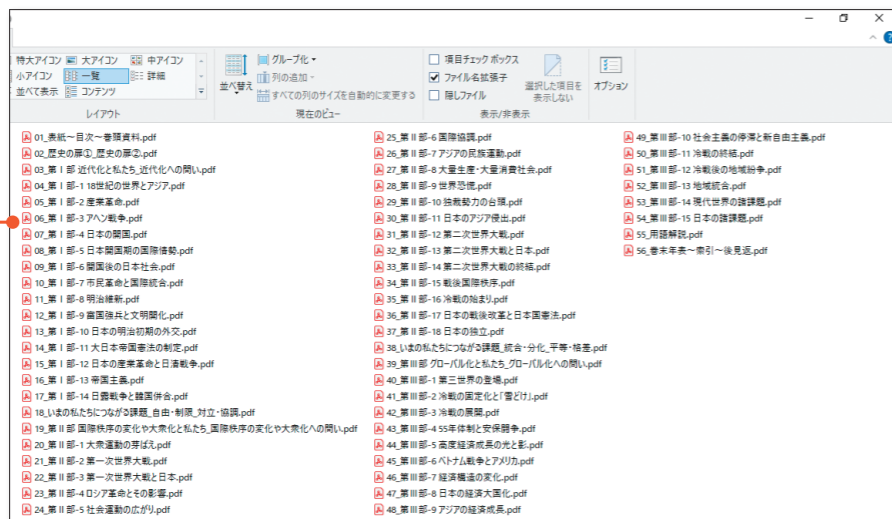 特大アイコン 大アイコン 中アイコン
小アイコン 一覧 詳細
並べて表示 コンテンツ
レイアウト
並べ替え
グループ化
列の追加
すべての列のサイズを自動的に変更する
現在のビュー
項目チェック ボックス
ファイル名拡張子
隠しファイル
選択した項目を
表示しない
表示/非表示
オプション
01_表紙~目次~巻頭資料.pdf
02_歴史の扉①_歴史の扉②.pdf
03_第Ⅰ部 近代化と私たち_近代化への問い.pdf
04_第Ⅰ部-1 18世紀の世界とアジア.pdf
05_第Ⅰ部-2 産業革命.pdf
06_第Ⅰ部-3 アヘン戦争.pdf
07_第Ⅰ部-4 日本の開国.pdf
08_第Ⅰ部-5 日本開国期の国際情勢.pdf
09_第Ⅰ部-6 開国後の日本社会.pdf
10_第Ⅰ部-7 市民革命と国際統合.pdf
11_第Ⅰ部-8 明治維新.pdf
12_第Ⅰ部-9 富国強兵と文明開化.pdf
13_第Ⅰ部-10 日本の明治初期の外交.pdf
14_第Ⅰ部-11 大日本帝国憲法の制定.pdf
15_第Ⅰ部-12 日本の産業革命と日清戦争.pdf
16_第Ⅰ部-13 帝国主義.pdf
17_第Ⅰ部-14 日露戦争と韓国併合.pdf
18_いまの私たちにつながる課題_自由・制限_対立・協調.pdf
19_第Ⅱ部 国際秩序の変化や大衆化と私たち_国際秩序の変化や大衆化への問い.pdf
20_第Ⅱ部-1 大衆運動の芽ばえ.pdf
21_第Ⅱ部-2 第一次世界大戦.pdf
22_第Ⅱ部-3 第一次世界大戦と日本.pdf
23_第Ⅱ部-4 ロシア革命とその影響.pdf
24_第Ⅱ部-5 社会運動の広がり.pdf
25_第Ⅱ部-6 国際協調.pdf
26_第Ⅱ部-7 アジアの民族運動.pdf
27_第Ⅱ部-8 大量生産・大量消費社会.pdf
28_第Ⅱ部-9 世界恐慌.pdf
29_第Ⅱ部-10 独裁勢力の台頭.pdf
30_第Ⅱ部-11 日本のアジア侵出.pdf
31_第Ⅱ部-12 第二次世界大戦.pdf
32_第Ⅱ部-13 第二次世界大戦と日本.pdf
33_第Ⅱ部-14 第二次世界大戦の終結.pdf
34_第Ⅱ部-15 戦後国際秩序.pdf
35_第Ⅱ部-16 冷戦の始まり.pdf
36_第Ⅱ部-17 日本の戦後改革と日本国憲法.pdf
37_第Ⅱ部-18 日本の独立.pdf
38_いまの私たちにつながる課題_統合・分化_平等・格差.pdf
39_第Ⅲ部 グローバル化と私たち_グローバル化への問い.pdf
40_第Ⅲ部-1 第三世界の登場.pdf
41_第Ⅲ部-2 冷戦の固定化と「雪どけ」.pdf
42_第Ⅲ部-3 冷戦の展開.pdf
43_第Ⅲ部-4 55年体制と安保闘争.pdf
44_第Ⅲ部-5 高度経済成長の光と影.pdf
45_第Ⅲ部-6 ベトナム戦争とアメリカ.pdf
46_第Ⅲ部-7 経済構造の変化.pdf
47_第Ⅲ部-8 日本の経済大国化.pdf
48_第Ⅲ部-9 アジアの経済成長.pdf
49_第Ⅲ部-10 社会主義の停滞と新自由主義.pdf
50_第Ⅲ部-11 冷戦の終結.pdf
51_第Ⅲ部-12 冷戦後の地域紛争.pdf
52_第Ⅲ部-13 地域統合.pdf
53_第Ⅲ部-14 現代世界の諸課題.pdf
54_第Ⅲ部-15 日本の諸課題.pdf
55_用語解説.pdf
56_巻末年表~索引~後見返.pdf